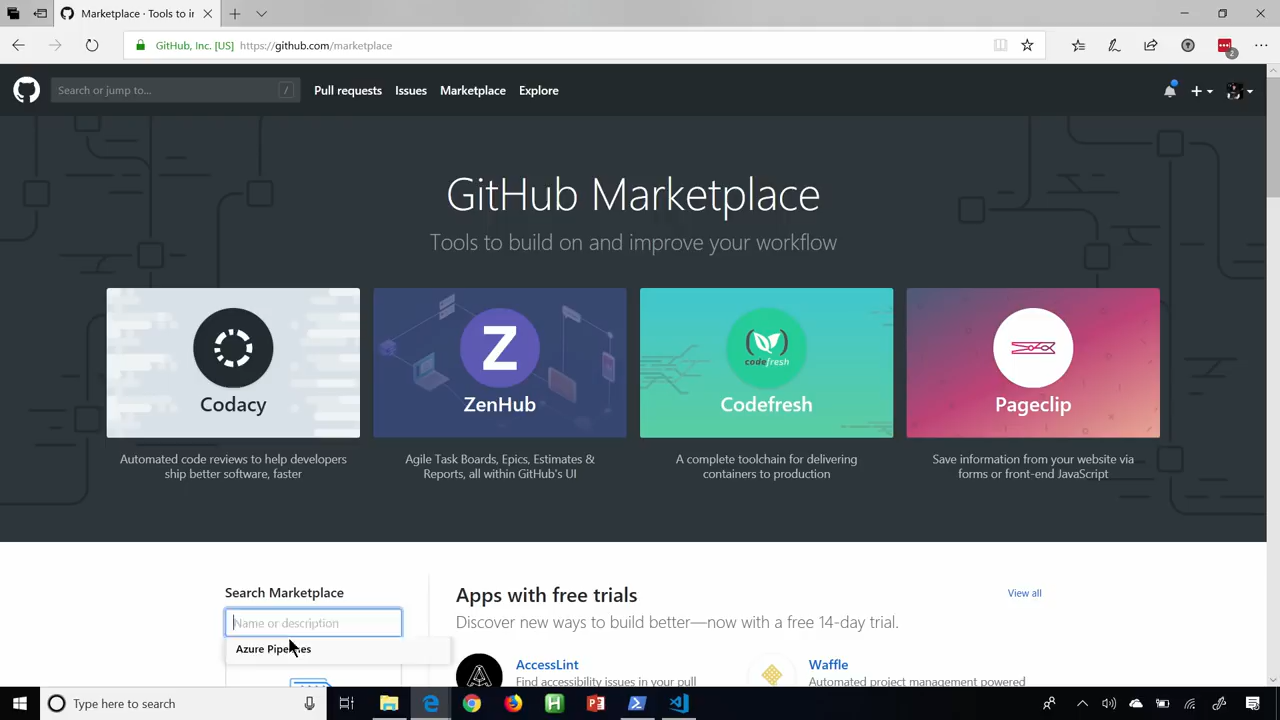 Marketplace · Tools to in
GitHub, Inc. [US] https://github.com/marketplace
2
Search or jump to... /
Pull requests Issues Marketplace Explore
GitHub Marketplace
Tools to build on and improve your workflow
codefresh
Codacy ZenHub Codefresh Pageclip
Automated code reviews to help developers
ship better software, faster
Agile Task Boards, Epics, Estimates &
Reports, all within GitHub's UI
A complete toolchain for delivering
containers to production
Save information from your website via
forms or front-end JavaScript
Search Marketplace
Name or description
Azure Pipelines
Apps with free trials
View all
Discover new ways to build better—now with a free 14-day trial.
AccessLint
Find accessibility issues in your pull
Waffle
Automated project management powered
Type here to search